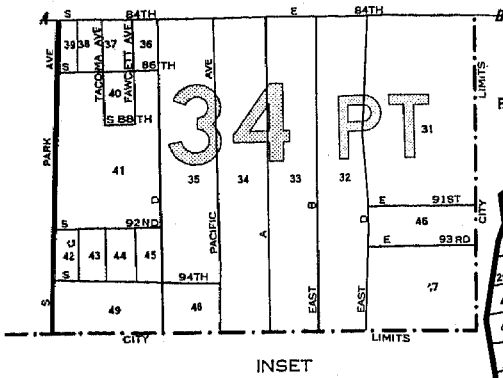 A S 84TH E 84TH B
39 38 37 36
TACOMA AVE
FAWCETT AVE
AVE
LIMITS
S 86TH
40
S 88TH
34 PT
31
PARK
41
35 34 33 32
D
B
E 91ST
S 92ND
46
CITY
E 93RD
42 43 44 45
G
PACIFIC
A
D
S 94TH
S
49 48
EAST
EAST
CITY LIMITS
INSET